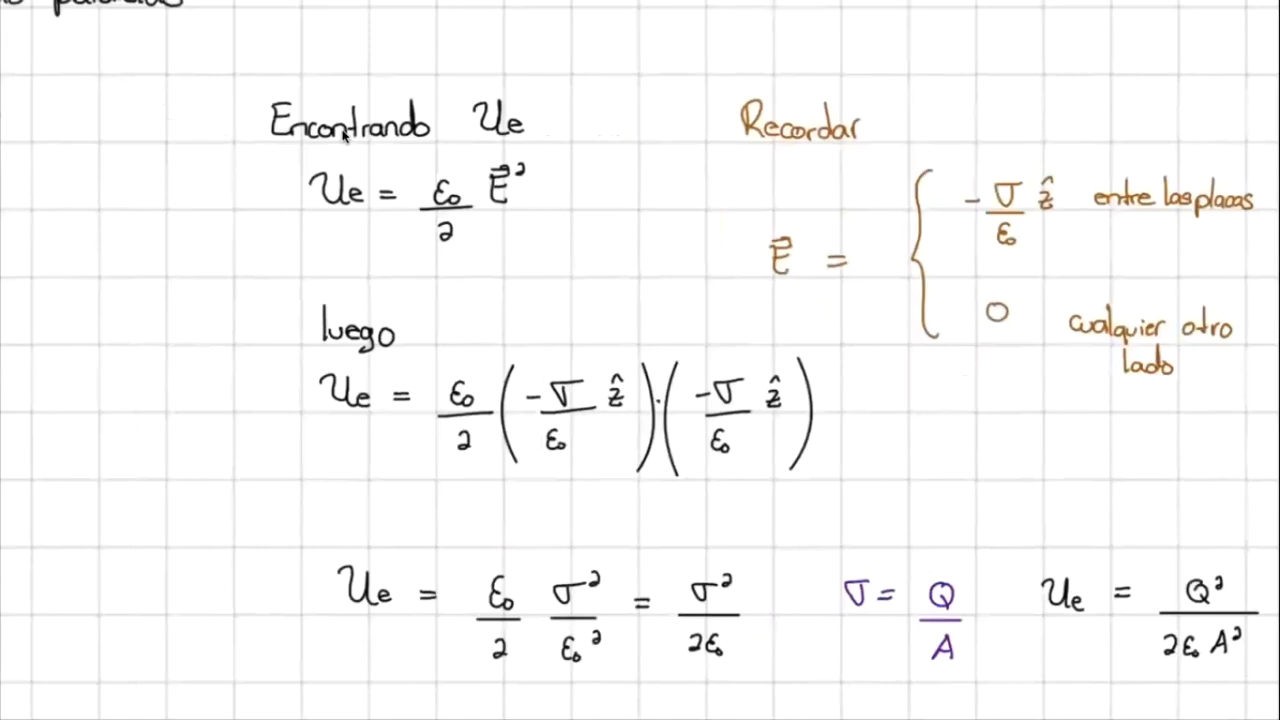 Encontrando Ue
Ue = ε₀/2 E⃗²
Recordar
E⃗ = { -σ/ε₀ ẑ entre las placas
0 cualquier otro
lado
luego
Ue = ε₀/2 (-σ/ε₀ ẑ)·(-σ/ε₀ ẑ)
Ue = ε₀/2 σ²/ε₀² = σ²/2ε₀
σ = Q/A
Ue = Q²/2ε₀A²